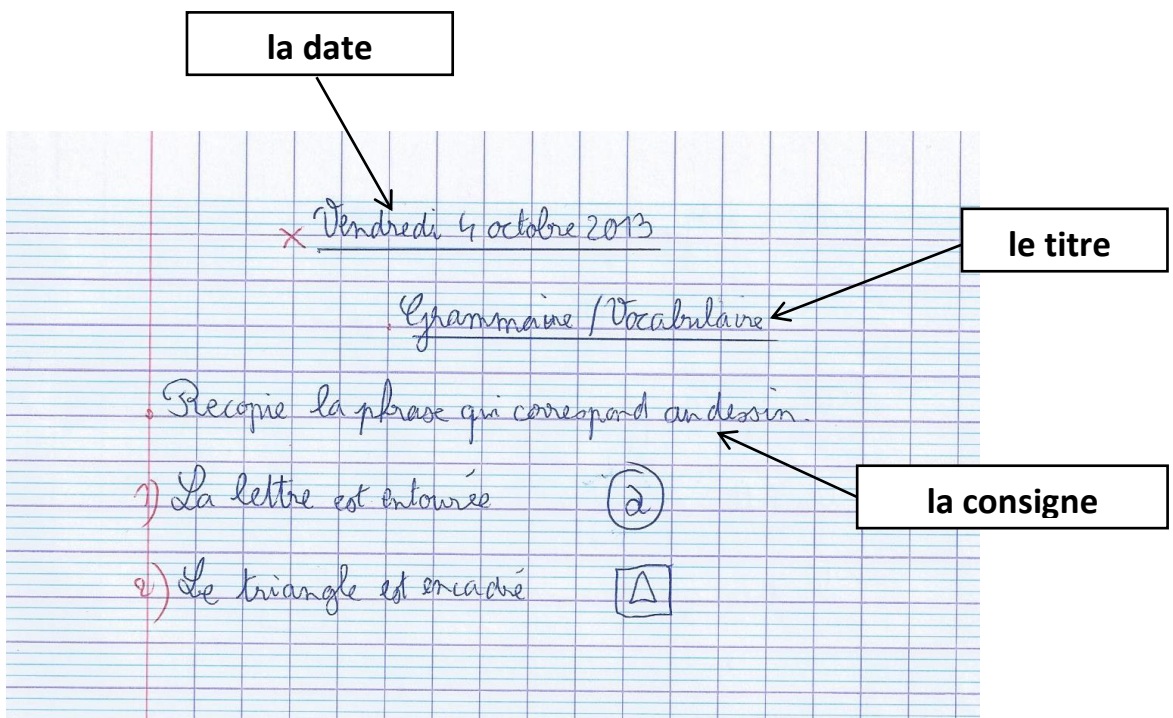 la date
Vendredi 4 octobre 2013
le titre
Grammaire / Vocabulaire
Recopie la phrase qui correspond au dessin.
la consigne
1) La lettre est entourée a
2) Le triangle est encadré